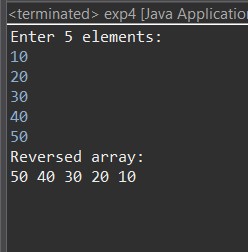 <terminated> exp4 [Java Application
Enter 5 elements:
10
20
30
40
50
Reversed array:
50 40 30 20 10